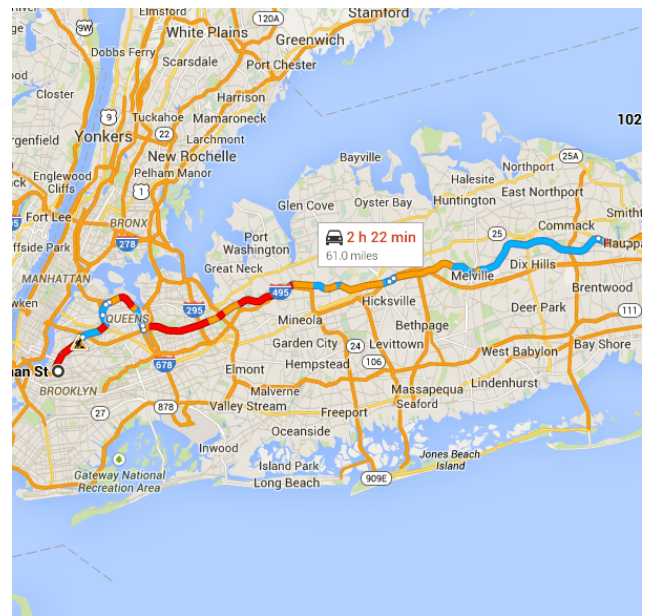 Elmsford
Stamford
120A
9W
White Plains
Greenwich
Dobbs Ferry
Scarsdale
Port Chester
Harrison
9
Tuckahoe
Mamaroneck
Yonkers
22
Larchmont
102
New Rochelle
Englewood Cliffs
Pelham Manor
Bayville
Northport
25A
Halesite
East Northport
1
Glen Cove
Oyster Bay
Huntington
Fort Lee
BRONX
278
Port Washington
2 h 22 min
61.0 miles
25
Commack
MANHATTAN
Great Neck
Melville
Dix Hills
495
Hicksville
Brentwood
QUEENS
295
Mineola
Deer Park
111
Bethpage
Garden City
24
Levittown
West Babylon
Bay Shore
678
Elmont
Hempstead
106
BROOKLYN
Malverne
Massapequa
Lindenhurst
27
878
Valley Stream
Freeport
Seaford
Oceanside
Inwood
Jones Beach Island
Island Park
Gateway National Recreation Area
Long Beach
909E